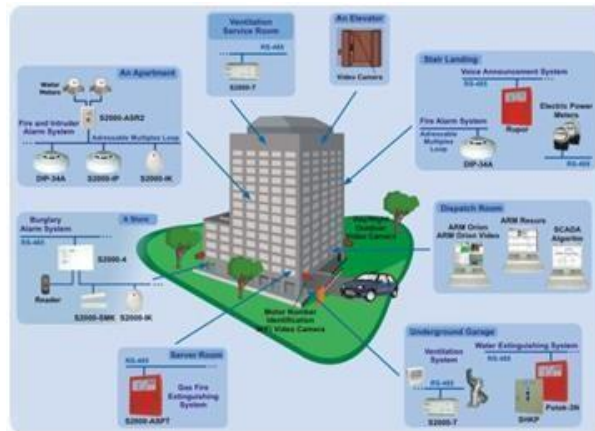 Ventilation
Service Room
RS-485
S2000-T
An Elevator
Video Camera
Stair Landing
Voice Announcement System
RS-485
Rupor
Electric Power
Meters
RS-485
Fire Alarm System
Adressable Multiplex
Loop
DIP-34A
An Apartment
Water
Meters
S2000-ASR2
Fire and Intruder
Alarm System
Adressable Multiplex Loop
DIP-34A
S2000-IP
S2000-IK
Burglary
Alarm System
A Store
RS-485
S2000-4
Reader
S2000-SMK
S2000-IK
Outdoor
Video Camera
Dispatch Room
ARM Orion
ARM Orion Video
ARM Resurs
SCADA
Algoritm
Motor Number
Identification
Video Camera
Server Room
RS-485
Gas Fire
Extinguishing
System
S2000-ASPT
Underground Garage
Ventilation
System
RS-485
S2000-T
Water Extinguishing System
RS-485
SHKP
Potok-3N